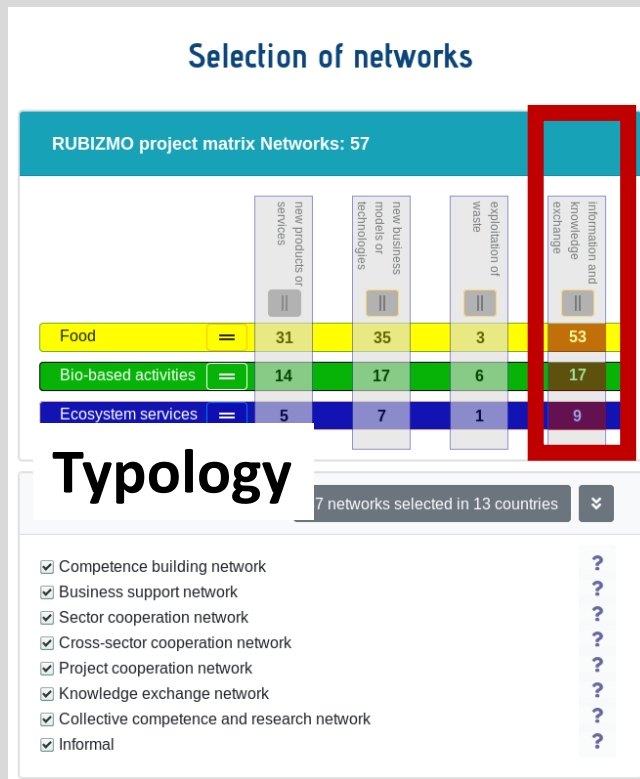 Selection of networks
RUBIZMO project matrix Networks: 57
new products or
services
new business
models or
technologies
exploitation of
waste
information and
knowledge
exchange
Food 31 35 3 53
Bio-based activities 14 17 6 17
Ecosystem services 5 7 1 9
Typology
7 networks selected in 13 countries
Competence building network ?
Business support network ?
Sector cooperation network ?
Cross-sector cooperation network ?
Project cooperation network ?
Knowledge exchange network ?
Collective competence and research network ?
Informal ?